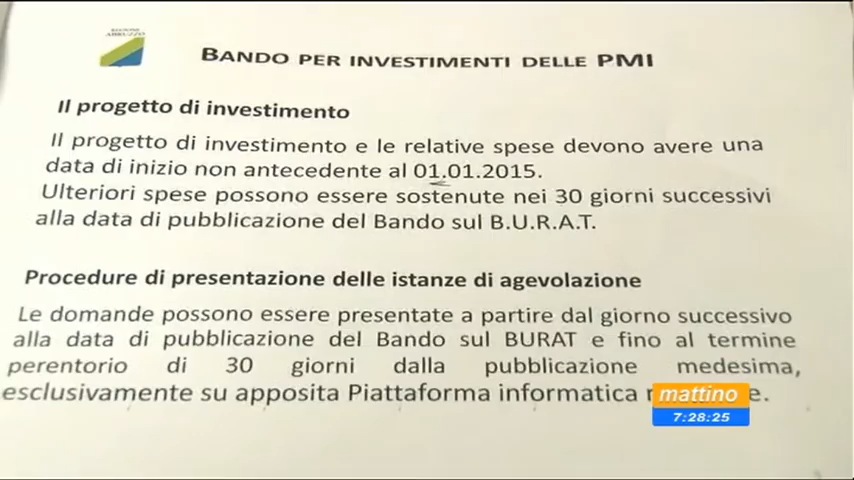 REGIONE
ABRUZZO
BANDO PER INVESTIMENTI DELLE PMI
Il progetto di investimento
Il progetto di investimento e le relative spese devono avere una
data di inizio non antecedente al 01.01.2015.
Ulteriori spese possono essere sostenute nei 30 giorni successivi
alla data di pubblicazione del Bando sul B.U.R.A.T.
Procedure di presentazione delle istanze di agevolazione
Le domande possono essere presentate a partire dal giorno successivo
alla data di pubblicazione del Bando sul BURAT e fino al termine
perentorio di 30 giorni dalla pubblicazione medesima,
esclusivamente su apposita Piattaforma informatica
mattino
7:28:25